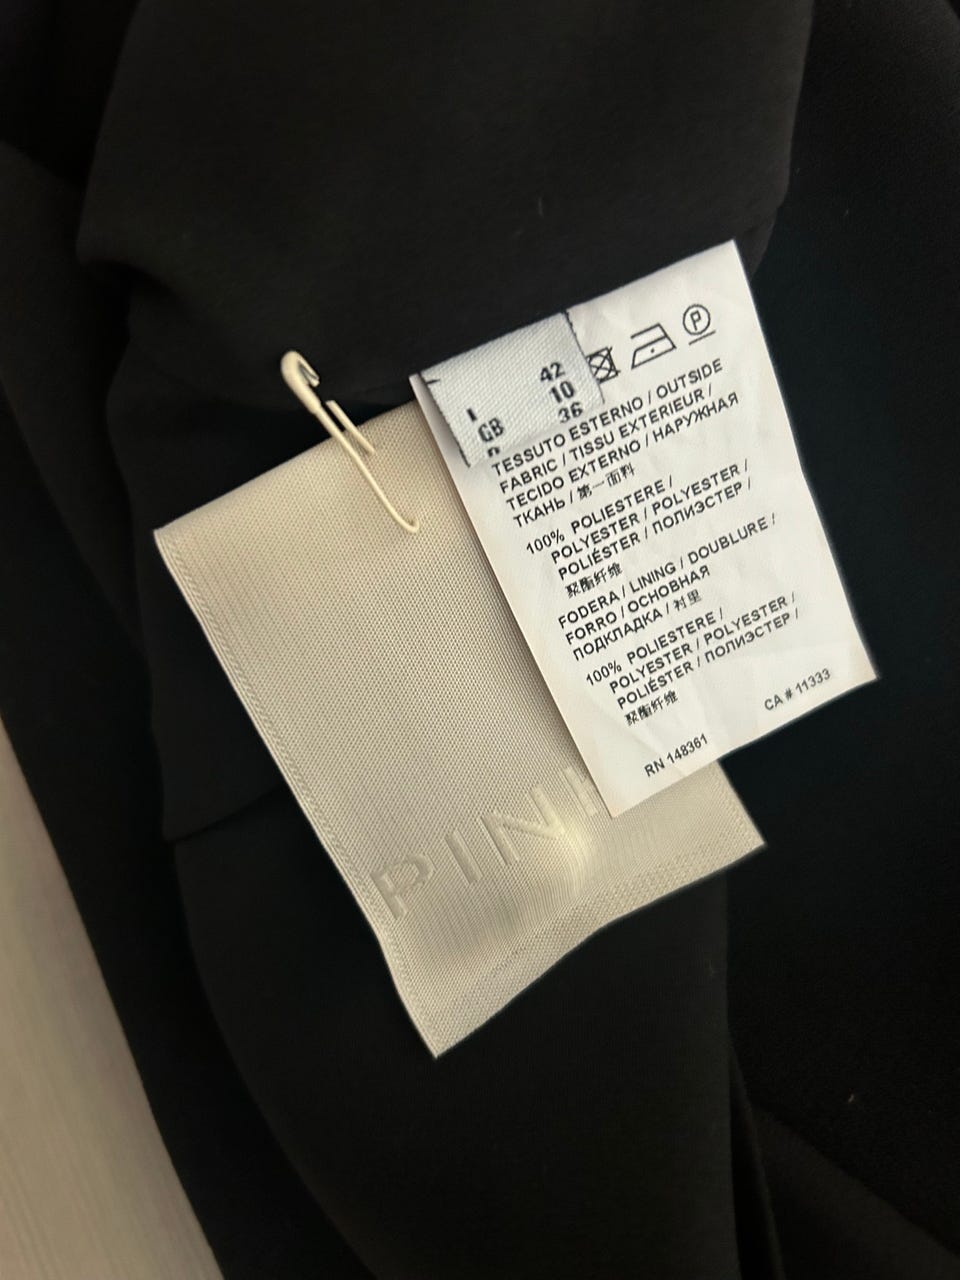 I 42
GB 10
36
P
TESSUTO ESTERNO / OUTSIDE
FABRIC / TISSU EXTERIEUR /
TECIDO EXTERNO / НАРУЖНАЯ
ТКАНЬ / 第一面料
100% POLIESTERE /
POLYESTER / POLYESTER /
POLIÉSTER / ПОЛИЭСТЕР /
聚酯纤维
FODERA / LINING / DOUBLURE /
FORRO / ОСНОВНАЯ
ПОДКЛАДКА / 衬里
100% POLIESTERE /
POLYESTER / POLYESTER /
POLIÉSTER / ПОЛИЭСТЕР /
聚酯纤维
CA # 11333
RN 148361
PIN